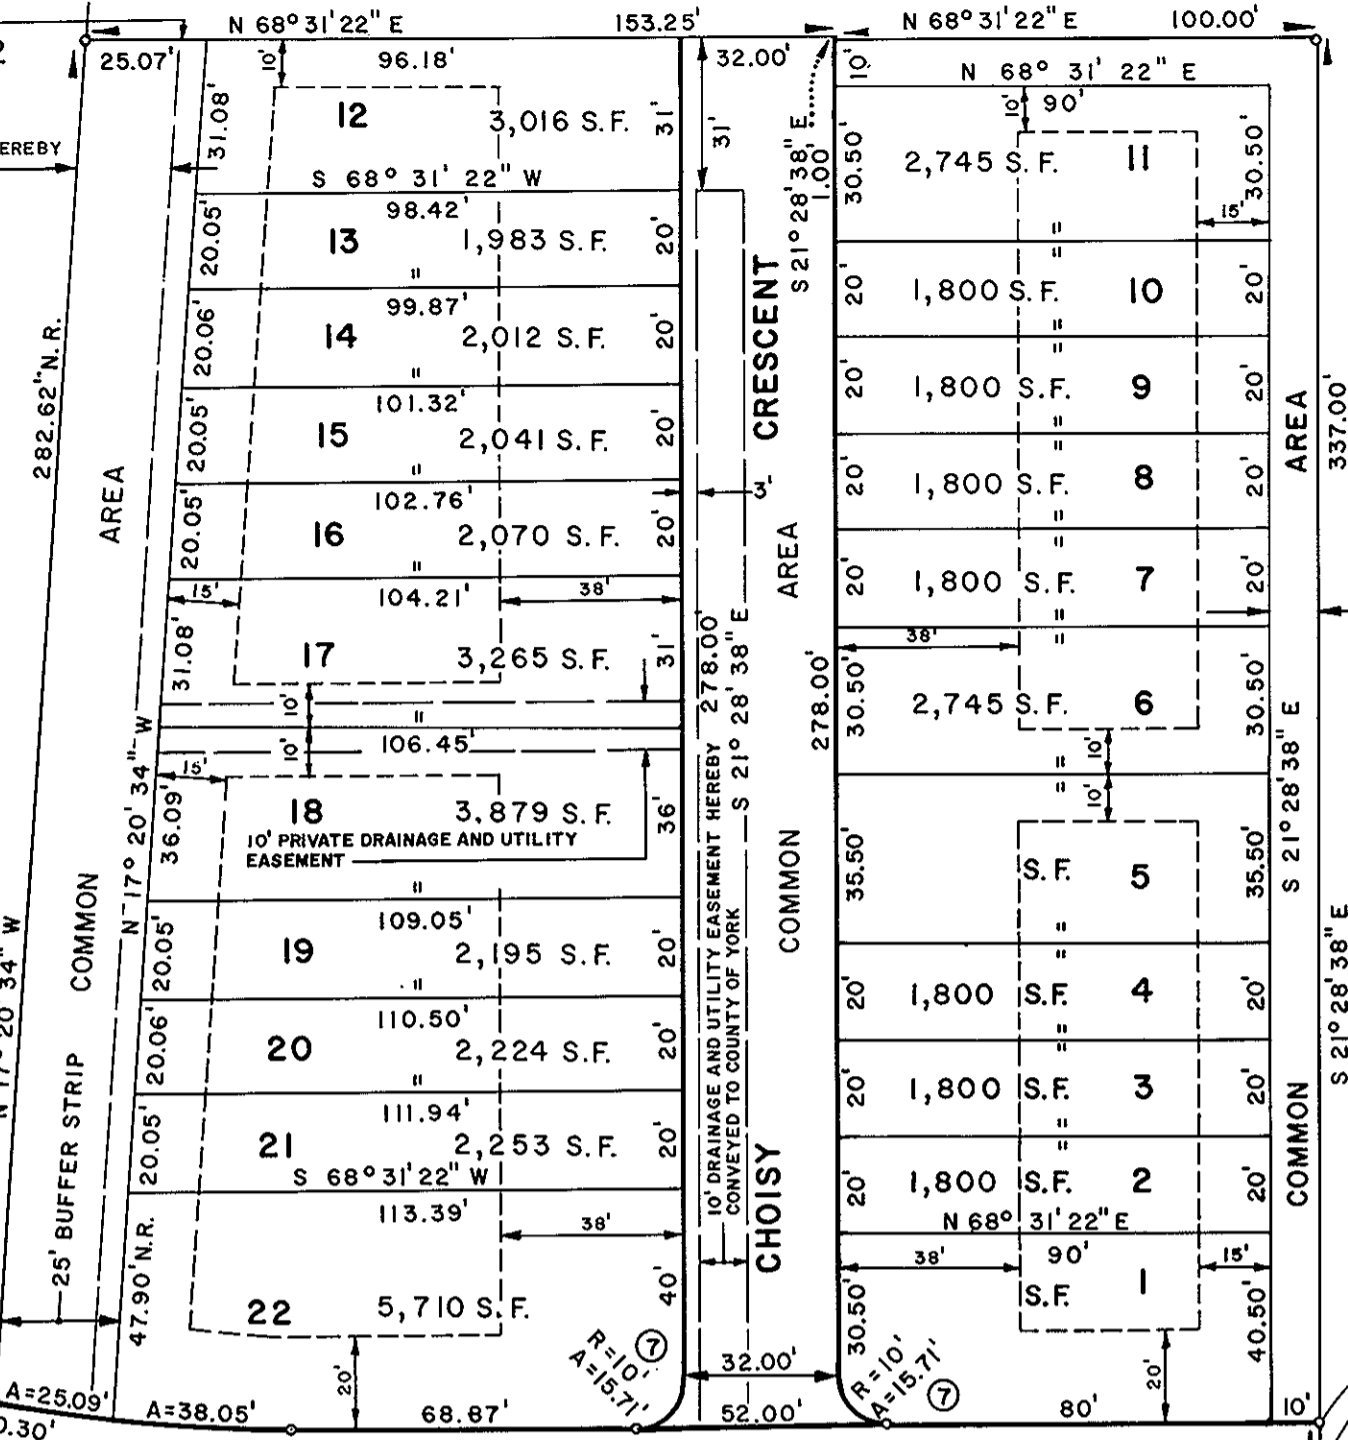 N 68° 31' 22" E
153.25'
N 68° 31' 22" E
100.00'
25.07'
10'
96.18'
32.00'
10'
N 68° 31' 22" E
EREBY
31.08'
12
3,016 S.F.
31'
31'
S 21° 28' 38" E
1.00'
30.50'
10'
90'
2,745 S.F.
11
30.50'
15'
S 68° 31' 22" W
98.42'
20.05'
13
1,983 S.F.
20'
"
"
"
20'
1,800 S.F.
10
20'
99.87'
20.06'
14
2,012 S.F.
20'
"
"
"
20'
1,800 S.F.
9
20'
101.32'
20.05'
15
2,041 S.F.
20'
"
"
"
20'
1,800 S.F.
8
20'
102.76'
20.05'
16
2,070 S.F.
20'
"
"
"
20'
1,800 S.F.
7
20'
3'
15'
104.21'
38'
31.08'
17
3,265 S.F.
31'
"
"
38'
30.50'
2,745 S.F.
6
30.50'
10'
"
106.45'
10'
15'
36.09'
18
3,879 S.F.
36'
10' PRIVATE DRAINAGE AND UTILITY
EASEMENT
"
"
"
10'
10'
35.50'
S.F.
5
35.50'
109.05'
20.05'
19
2,195 S.F.
20'
"
"
20'
1,800 S.F.
4
20'
110.50'
20.06'
20
2,224 S.F.
20'
"
"
"
20'
1,800 S.F.
3
20'
111.94'
20.05'
21
2,253 S.F.
20'
S 68° 31' 22" W
"
"
20'
1,800 S.F.
2
20'
N 68° 31' 22" E
113.39'
38'
47.90' N.R.
22
5,710 S.F.
40'
20'
38'
90'
15'
30.50'
S.F.
1
40.50'
20'
R=10'
A=15.71'
7
32.00'
R=10'
A=15.71'
7
A=25.09'
A=38.05'
68.87'
52.00'
80'
10'
0.30'
282.62' N.R.
N 17° 20' 34" W
25' BUFFER STRIP
COMMON
AREA
N 17° 20' 34" W
278.00'
S 21° 28' 38" E
10' DRAINAGE AND UTILITY EASEMENT HEREBY
CONVEYED TO COUNTY OF YORK
CHOISY
CRESCENT
COMMON
AREA
278.00'
COMMON
AREA
S 21° 28' 38" E
337.00'
S 21° 28' 38" E